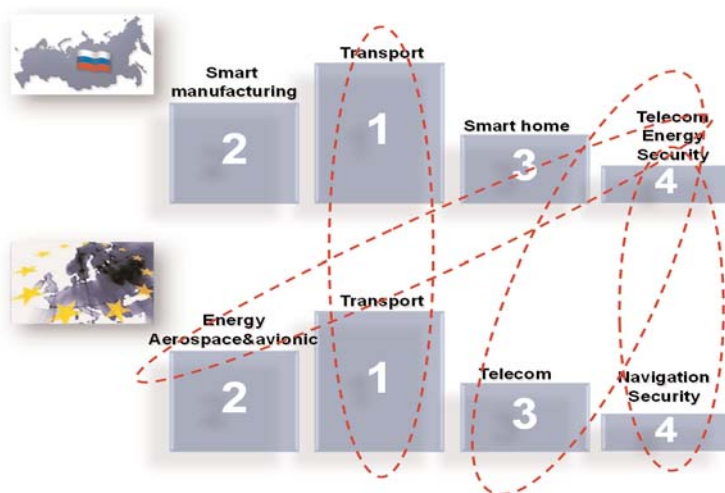 Transport
Smart
manufacturing
Telecom
Energy
Security
Smart home
1
2
3
4
Transport
Energy
Aerospace&avionic
Telecom
Navigation
Security
1
2
3
4